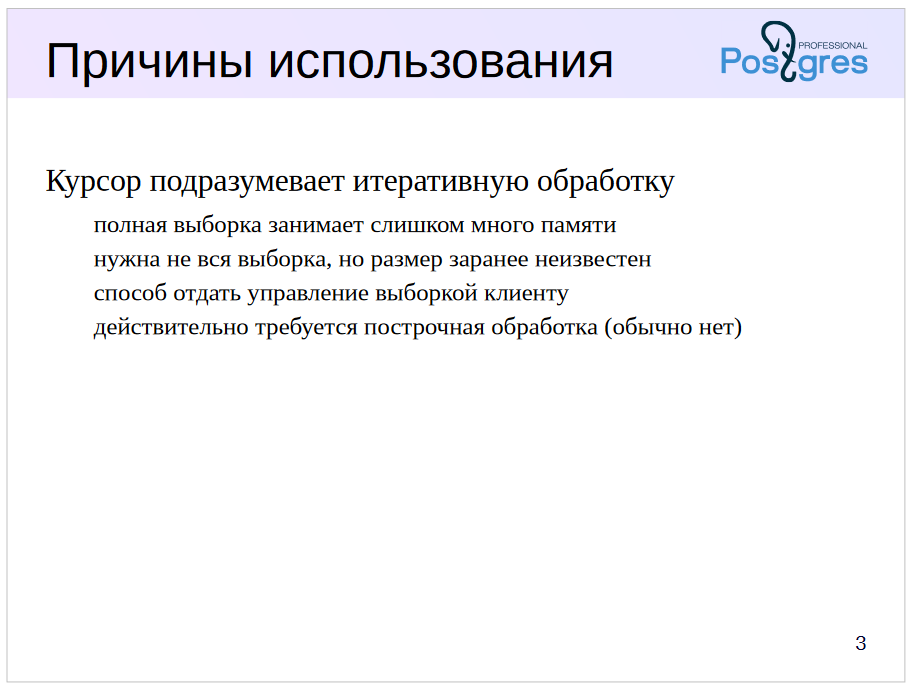 Причины использования
PROFESSIONAL
Postgres
Курсор подразумевает итеративную обработку
полная выборка занимает слишком много памяти
нужна не вся выборка, но размер заранее неизвестен
способ отдать управление выборкой клиенту
действительно требуется построчная обработка (обычно нет)
3